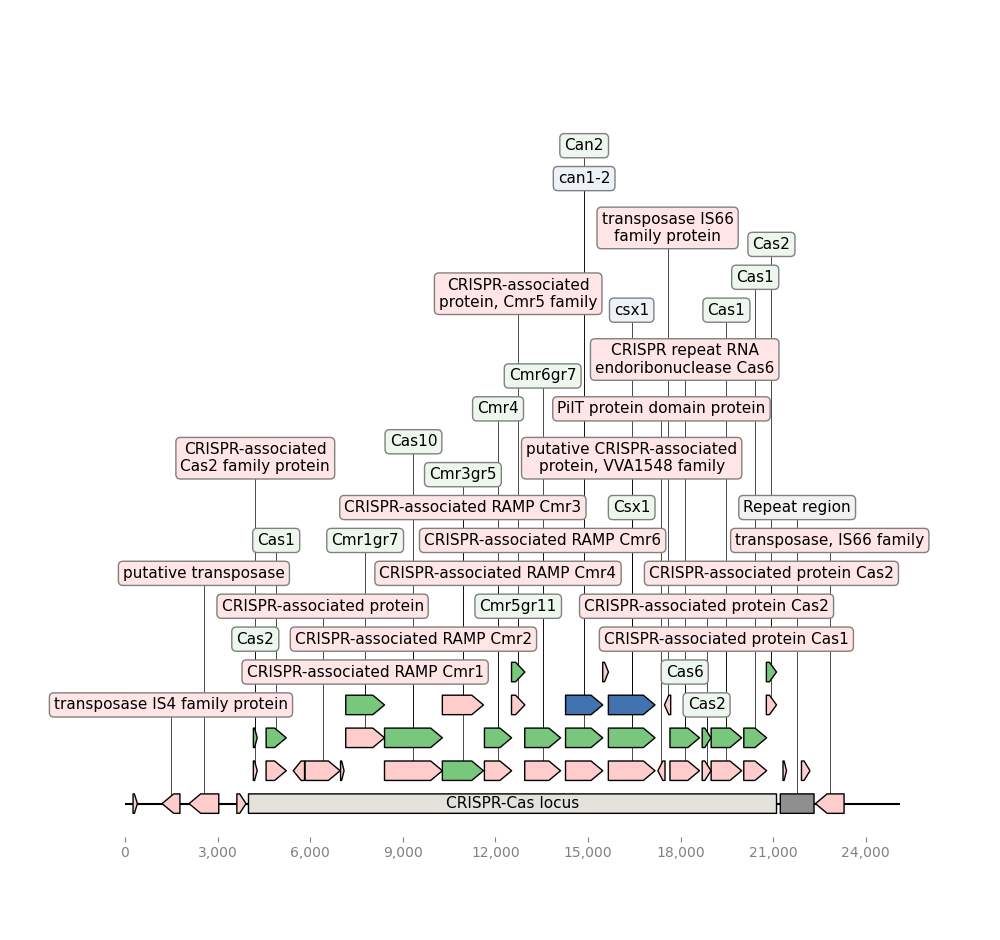 Can2
can1-2
transposase IS66
family protein
Cas2
Cas1
CRISPR-associated
protein, Cmr5 family
csx1
Cas1
CRISPR repeat RNA
endoribonuclease Cas6
Cmr6gr7
Cmr4
PilT protein domain protein
Cas10
CRISPR-associated
Cas2 family protein
putative CRISPR-associated
protein, VVA1548 family
Cmr3gr5
CRISPR-associated RAMP Cmr3
Csx1
Repeat region
Cas1
Cmr1gr7
CRISPR-associated RAMP Cmr6
transposase, IS66 family
putative transposase
CRISPR-associated RAMP Cmr4
CRISPR-associated protein Cas2
CRISPR-associated protein
Cmr5gr11
CRISPR-associated protein Cas2
Cas2
CRISPR-associated RAMP Cmr2
CRISPR-associated protein Cas1
CRISPR-associated RAMP Cmr1
Cas6
transposase IS4 family protein
Cas2
CRISPR-Cas locus
0
3,000
6,000
9,000
12,000
15,000
18,000
21,000
24,000